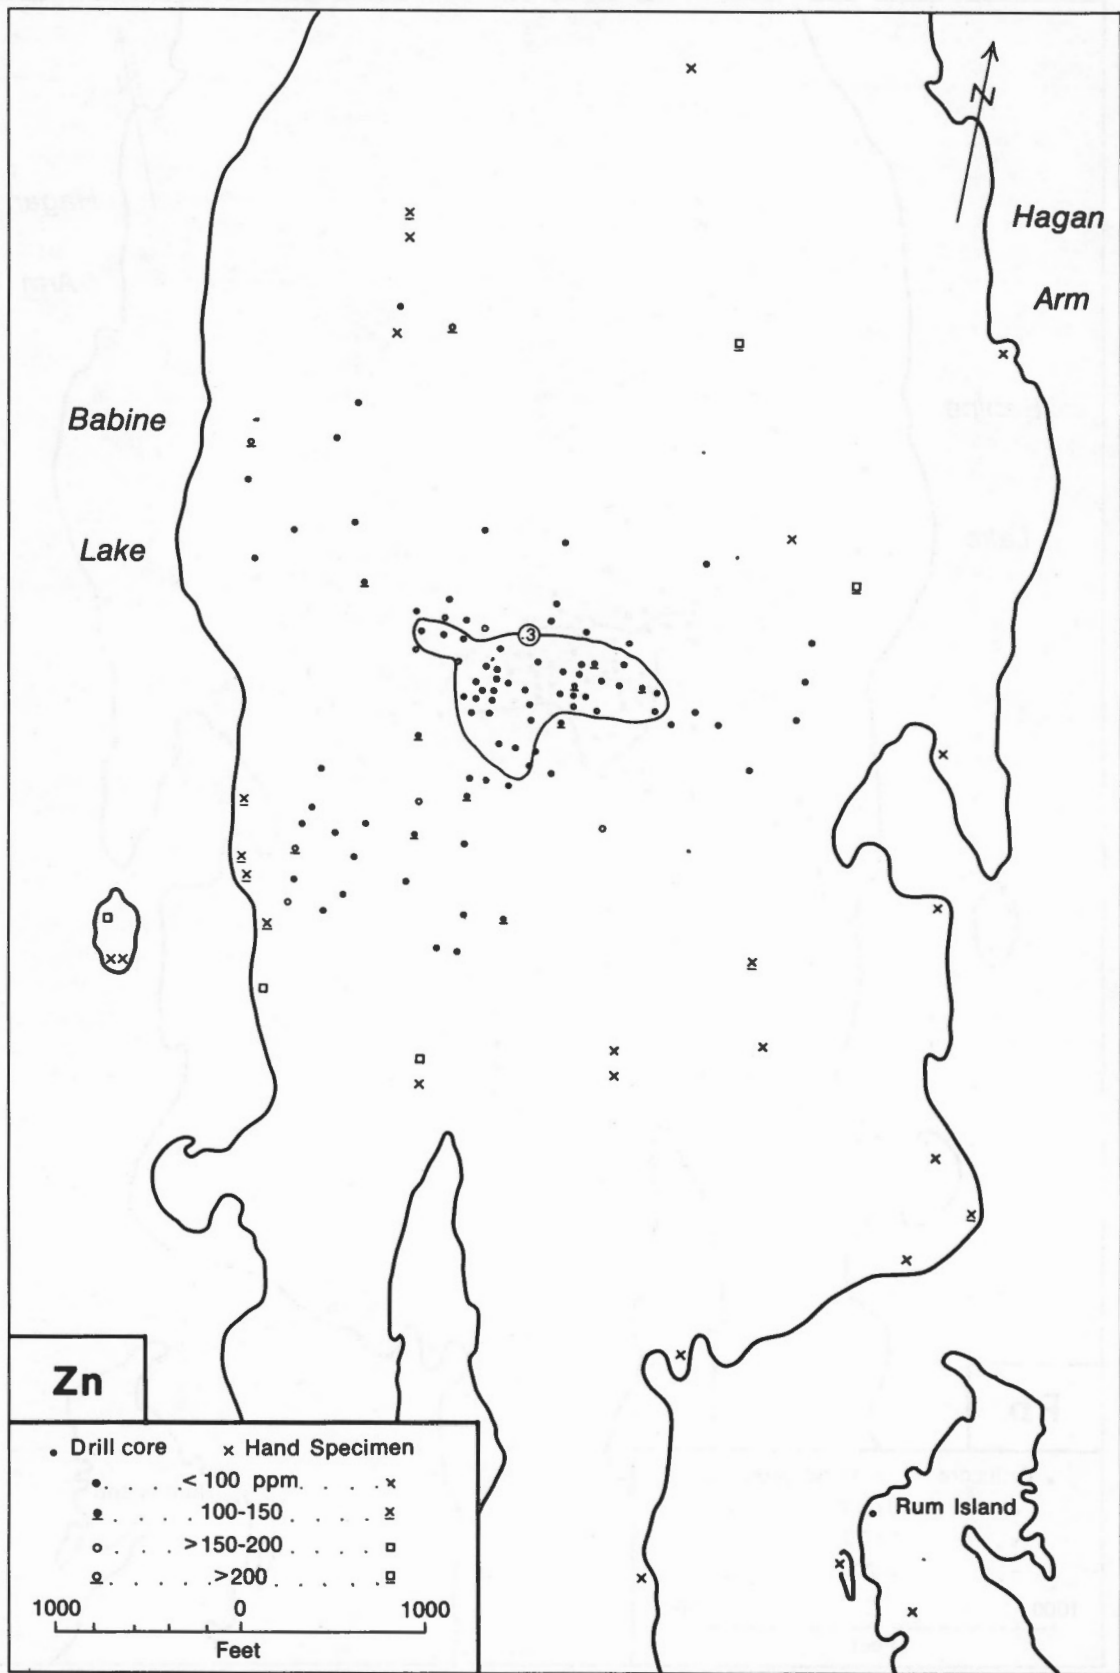 N
Hagan
Arm
Babine
Lake
.3
Zn
Drill core x Hand Specimen
. . . . . . < 100 ppm . . . . . x
. . . . . . 100-150 . . . . . x
. . . . . >150-200 . . . . .
. . . . . . >200 . . . . . .
1000 0 1000
Feet
Rum Island